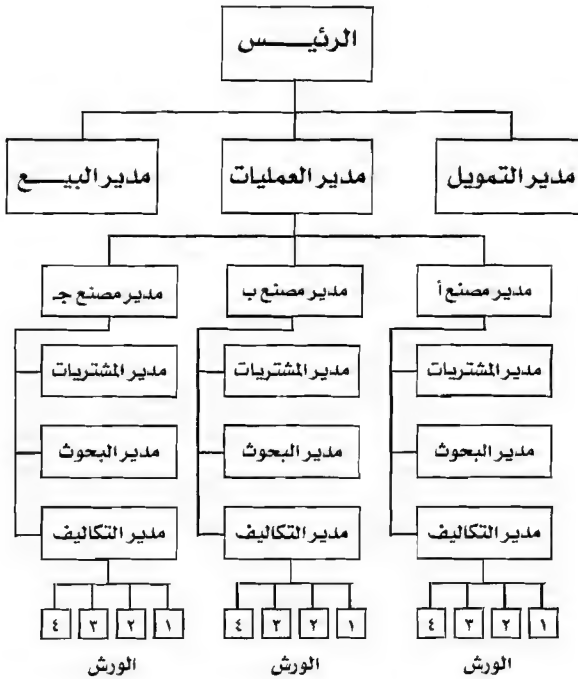 الرئيـــــس
مدير التمويل
مدير العمليات
مدير البيـــع
مدير مصنع أ
مدير مصنع ب
مدير مصنع جـ
مدير المشتريات
مدير المشتريات
مدير المشتريات
مدير البحوث
مدير البحوث
مدير البحوث
مدير التكاليف
مدير التكاليف
مدير التكاليف
١ ٢ ٣ ٤
١ ٢ ٣ ٤
١ ٢ ٣ ٤
الورش
الورش
الورش